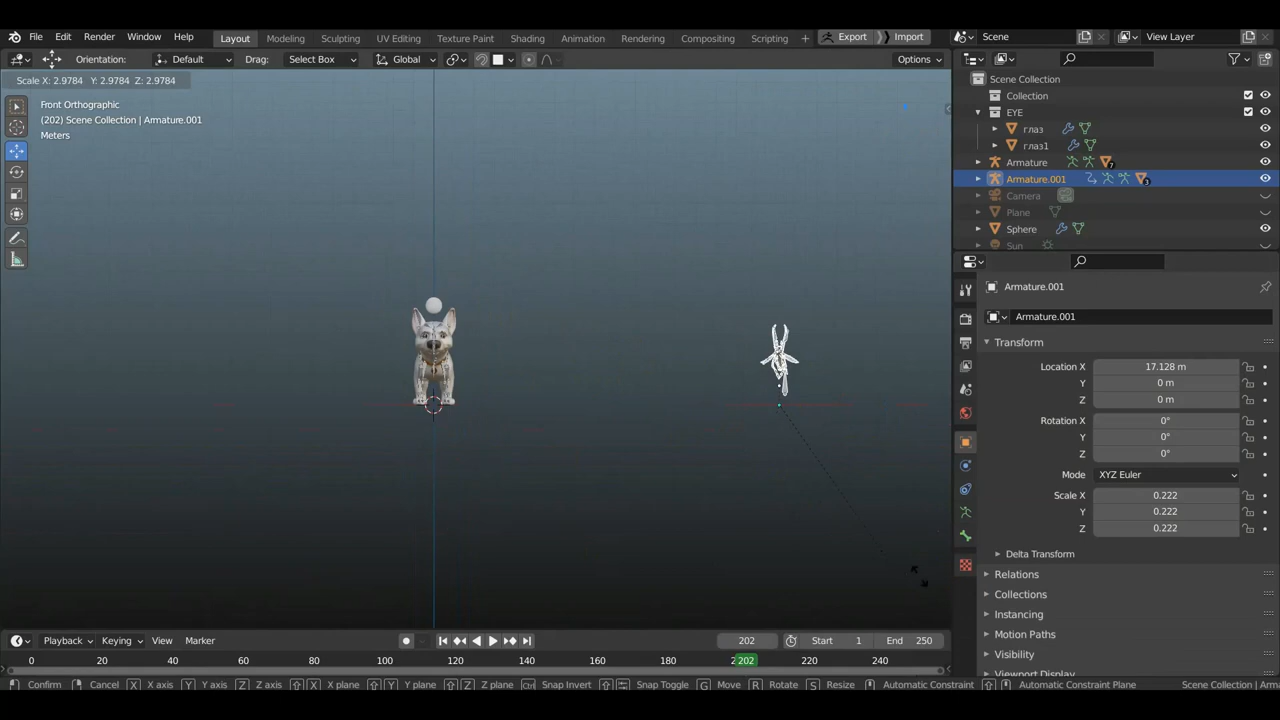 File Edit Render Window Help Layout Modeling Sculpting UV Editing Texture Paint Shading Animation Rendering Compositing Scripting + Export Import Scene View Layer
Orientation: Default Drag: Select Box Global Options
Scale X: 2.9784 Y: 2.9784 Z: 2.9784
Front Orthographic
(202) Scene Collection | Armature.001
Meters
Scene Collection
Collection
EYE
глаз
глаз1
Armature 7
Armature.001 3
Camera
Plane
Sphere
Sun
Armature.001
Armature.001
Transform
Location X 17.128 m
Y 0 m
Z 0 m
Rotation X 0°
Y 0°
Z 0°
Mode XYZ Euler
Scale X 0.222
Y 0.222
Z 0.222
Delta Transform
Relations
Collections
Instancing
Motion Paths
Visibility
Viewport Display
Playback Keying View Marker 202 Start 1 End 250
0 20 40 60 80 100 120 140 160 180 202 220 240
Confirm Cancel X X axis Y Y axis Z Z axis X X plane Y Y plane Z Z plane Ctrl Snap Invert Snap Toggle G Move R Rotate S Resize Automatic Constraint Automatic Constraint Plane Scene Collection | Arma